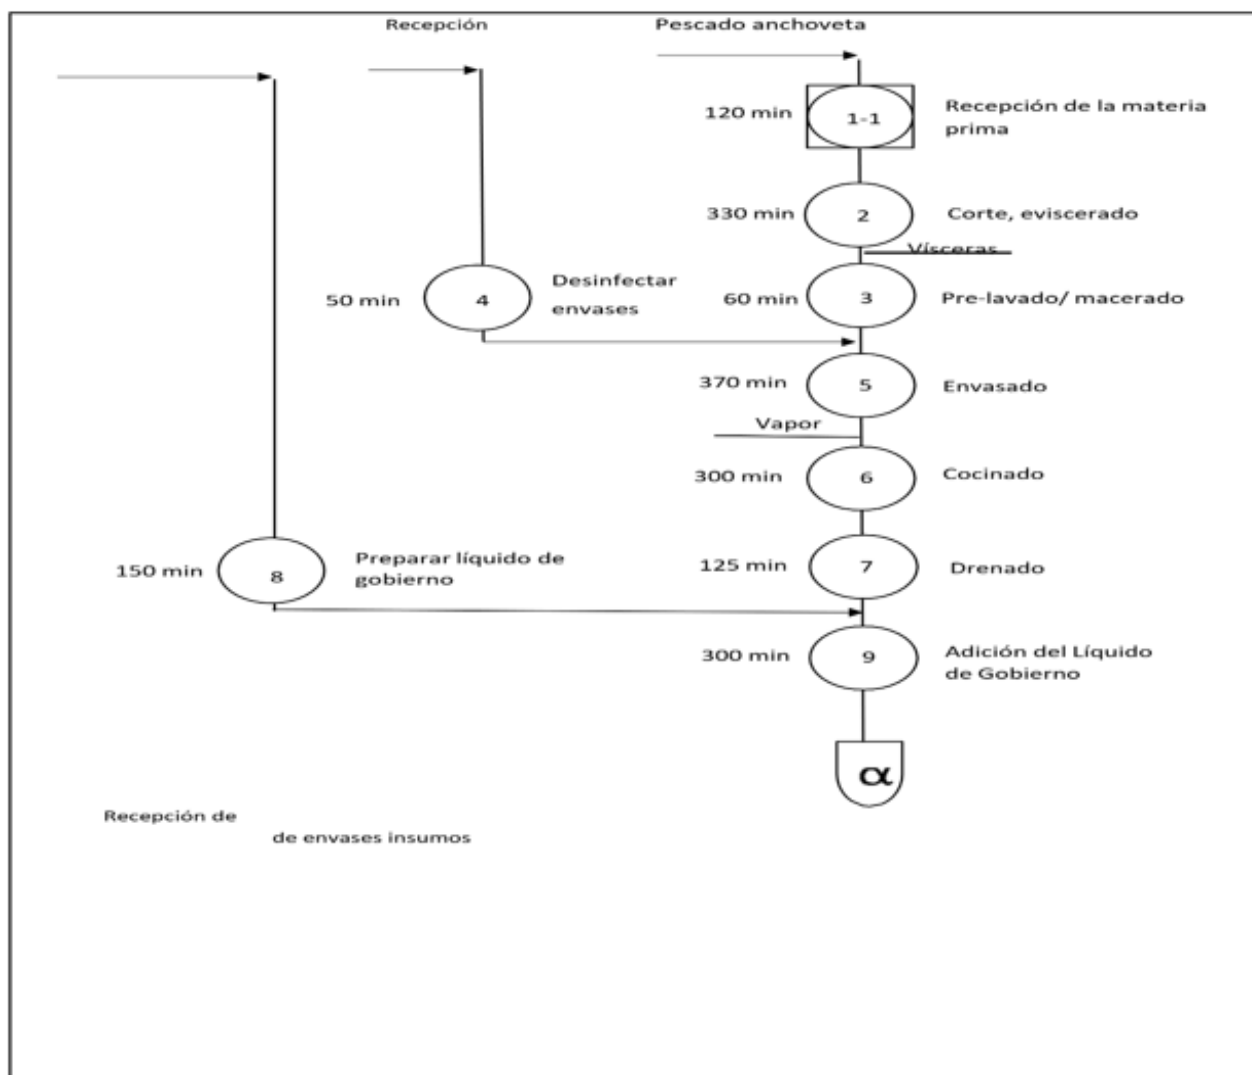 Recepción
Pescado anchoveta
120 min
1-1
Recepción de la materia
prima
330 min
2
Corte, eviscerado
Vísceras
50 min
4
Desinfectar
envases
60 min
3
Pre-lavado/ macerado
370 min
5
Envasado
Vapor
300 min
6
Cocinado
150 min
8
Preparar líquido de
gobierno
125 min
7
Drenado
300 min
9
Adición del Líquido
de Gobierno
α
Recepción de
de envases insumos